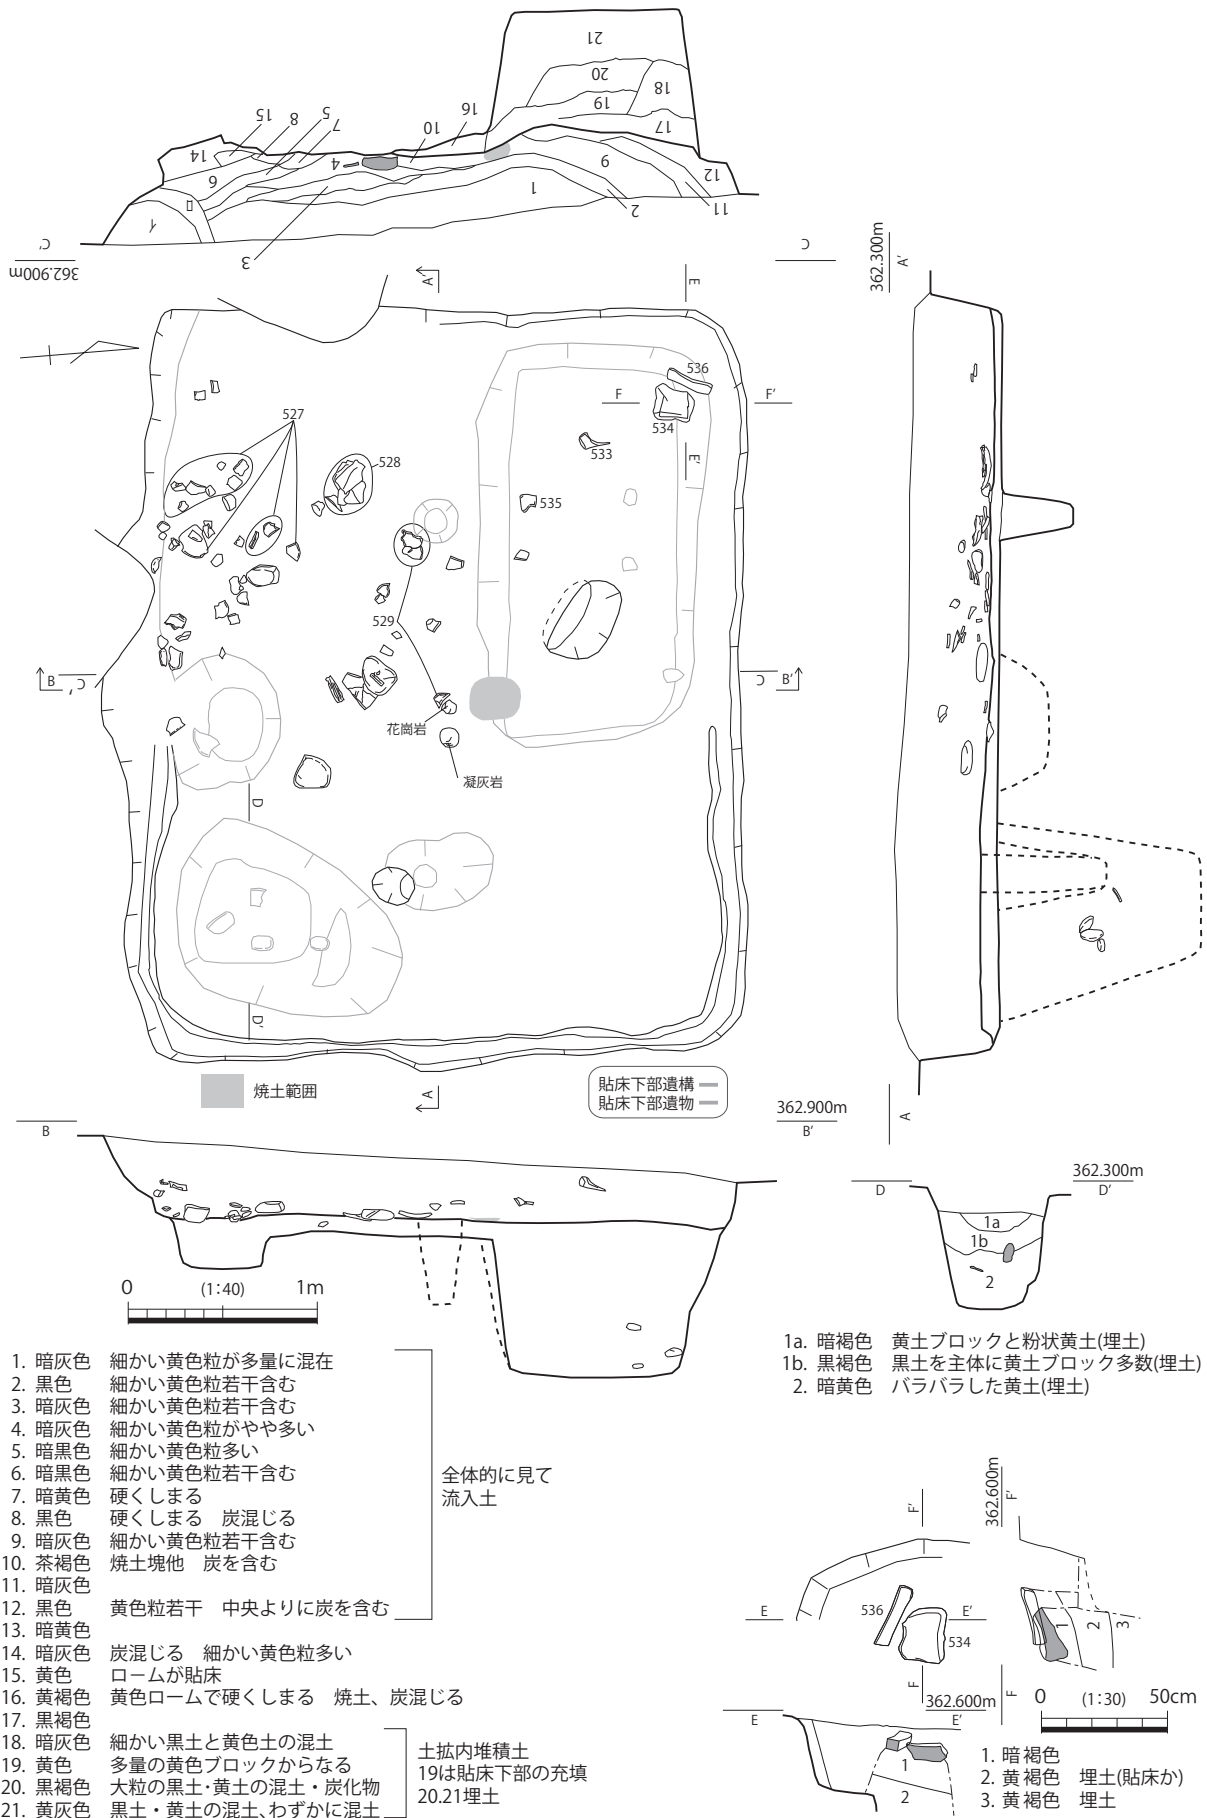 21
20
18
19
17
16
10
5
7
8
15
14
6
4
9
12
11
2
1
イ
ロ
3
C'
362.900m
C
A'
E
362.300m
A'
536
F
F'
534
E'
533
535
527
528
529
B
C'
C
B'
花崗岩
凝灰岩
D
D'
焼土範囲
A
貼床下部遺構
貼床下部遺物
B
362.900m
B'
A
D
362.300m
D'
1a
1b
2
0 (1:40) 1m
1a. 暗褐色 黄土ブロックと粉状黄土(埋土)
1b. 黒褐色 黒土を主体に黄土ブロック多数(埋土)
2. 暗黄色 バラバラした黄土(埋土)
1. 暗灰色 細かい黄色粒が多量に混在
2. 黒色 細かい黄色粒若干含む
3. 暗灰色 細かい黄色粒若干含む
4. 暗灰色 細かい黄色粒がやや多い
5. 暗黒色 細かい黄色粒多い
6. 暗黒色 細かい黄色粒若干含む
7. 暗黄色 硬くしまる
8. 黒色 硬くしまる 炭混じる
9. 暗灰色 細かい黄色粒若干含む
10. 茶褐色 焼土塊他 炭を含む
11. 暗灰色
12. 黒色 黄色粒若干 中央よりに炭を含む
全体的に見て
流入土
13. 暗黄色
14. 暗灰色 炭混じる 細かい黄色粒多い
15. 黄色 ロームが貼床
16. 黄褐色 黄色ロームで硬くしまる 焼土、炭混じる
17. 黒褐色
18. 暗灰色 細かい黒土と黄色土の混土
19. 黄色 多量の黄色ブロックからなる
20. 黒褐色 大粒の黒土・黄土の混土・炭化物
21. 黄灰色 黒土・黄土の混土、わずかに混土
土拡内堆積土
19は貼床下部の充填
20.21埋土
F'
362.600m
F'
E
536
E'
534
1
2
3
F
362.600m
F
E
E'
1
2
0 (1:30) 50cm
1. 暗褐色
2. 黄褐色 埋土(貼床か)
3. 黄褐色 埋土